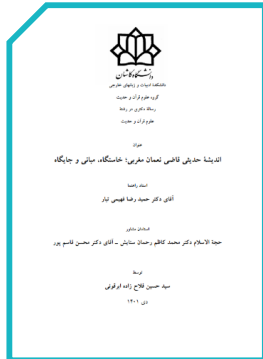 دانشگاه کاشان
دانشکدهٔ ادبیات و زبانهای خارجی
گروه علوم قرآن و حدیث
رسالهٔ دکتری در رشتهٔ
علوم قرآن و حدیث
عنوان
اندیشهٔ حدیثی قاضی نعمان مغربی؛ خاستگاه، مبانی و جایگاه
استاد راهنما
آقای دکتر حمید رضا فهیمی تبار
استادان مشاور
حجة الاسلام دکتر محمد کاظم رحمان ستایش ـ آقای دکتر محسن قاسم پور
توسط
سید حسین فلاح زاده ابرقوئی
دی ۱۴۰۱